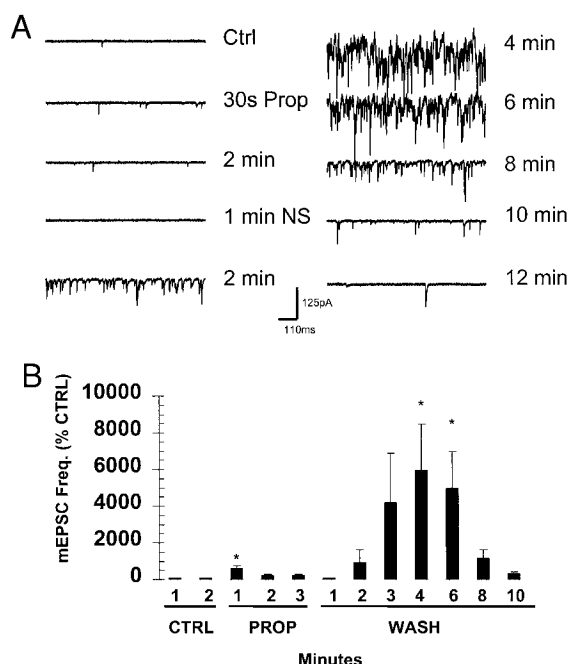 A
Ctrl
30s Prop
2 min
1 min NS
2 min
4 min
6 min
8 min
10 min
12 min
125pA
110ms
B
mEPSC Freq. (% CTRL)
10000
8000
6000
4000
2000
0
*
*
*
1 2 1 2 3 1 2 3 4 6 8 10
CTRL PROP WASH
Minutes